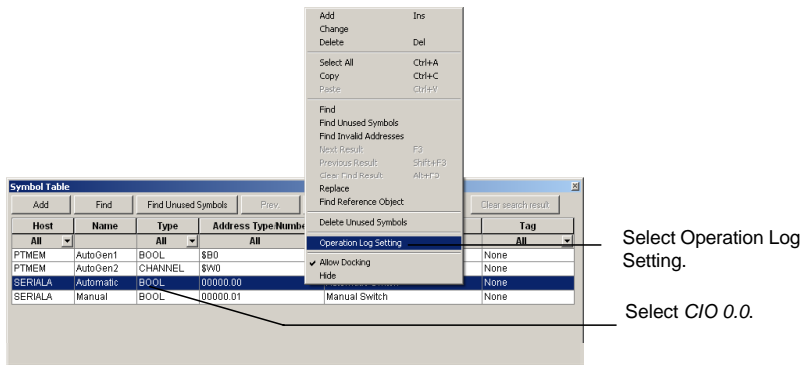 Add Ins
Change
Delete Del
Select All Ctrl+A
Copy Ctrl+C
Paste Ctrl+V
Find
Find Unused Symbols
Find Invalid Addresses
Next Result F3
Previous Result Shift+F3
Clear Find Result Alt+F3
Replace
Find Reference Object
Delete Unused Symbols
Operation Log Setting
Allow Docking
Hide
Symbol Table
Add Find Find Unused Symbols Prev. Clear search result
Host Name Type Address Type/Numbe Tag
All All All All
PTMEM AutoGen1 BOOL $B0 None
PTMEM AutoGen2 CHANNEL $W0 None
SERIALA Automatic BOOL 00000.00 None
SERIALA Manual BOOL 00000.01 Manual Switch None
Select Operation Log
Setting.
Select CIO 0.0.